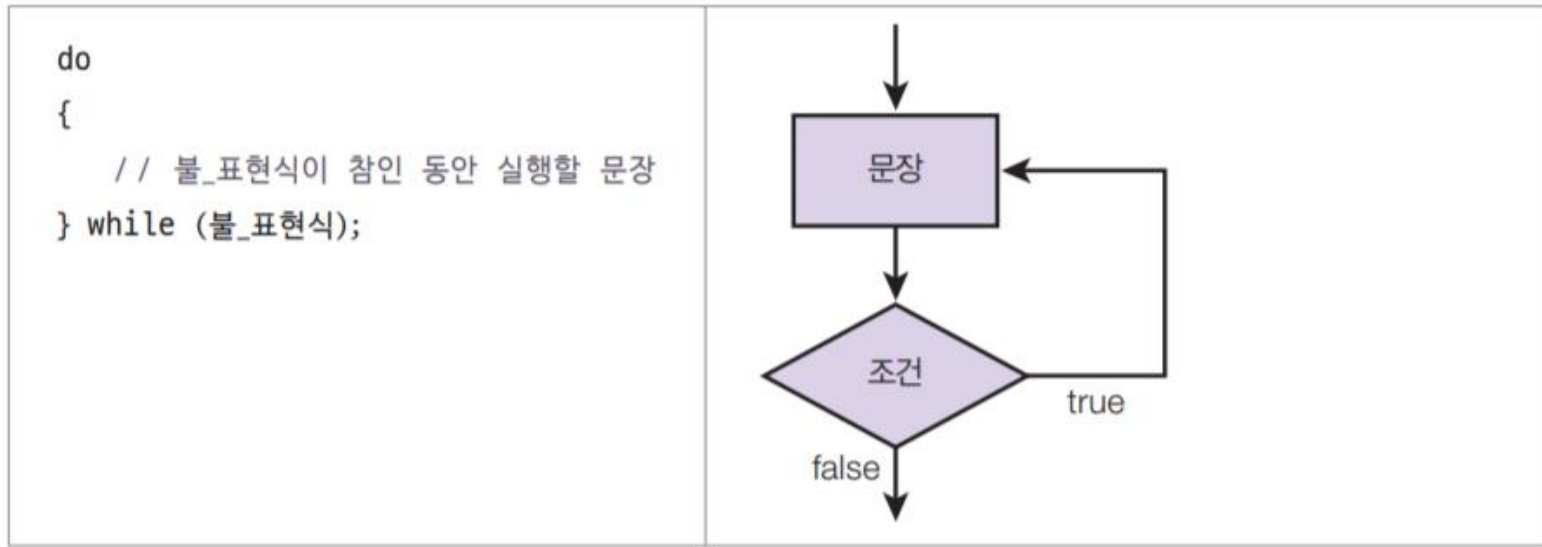 do
{
// 불_표현식이 참인 동안 실행할 문장
} while (불_표현식);
문장
조건
true
false